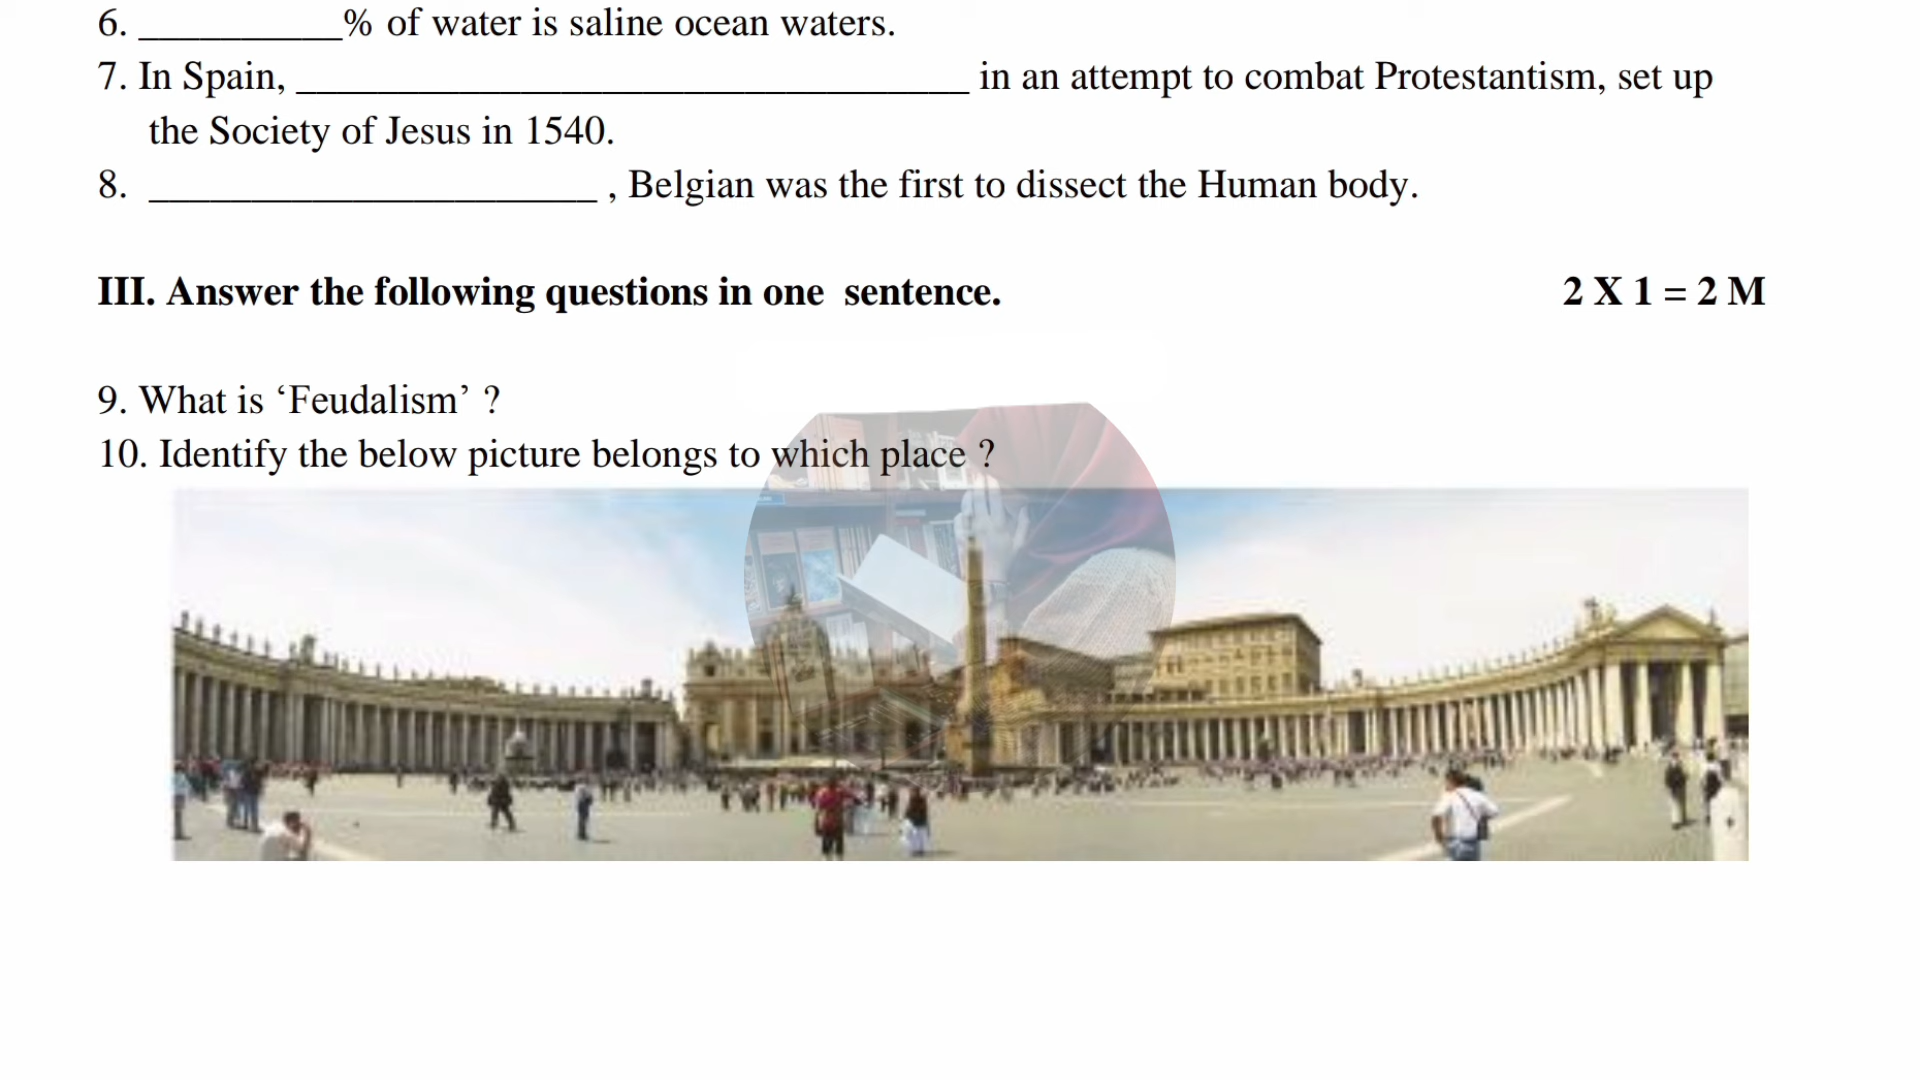 6. __________% of water is saline ocean waters.
7. In Spain, _________________________________ in an attempt to combat Protestantism, set up
the Society of Jesus in 1540.
8. ______________________ , Belgian was the first to dissect the Human body.
III. Answer the following questions in one sentence. 2 X 1 = 2 M
9. What is ‘Feudalism’ ?
10. Identify the below picture belongs to which place ?